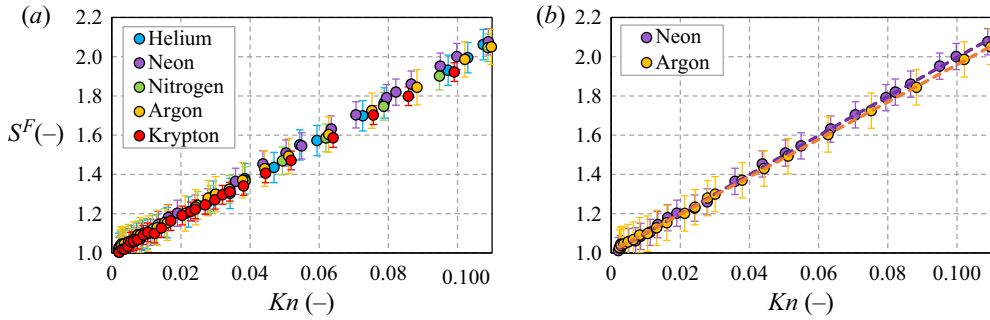 (a)
2.2
2.0
1.8
1.6
1.4
1.2
1.0
S^F (–)
Helium
Neon
Nitrogen
Argon
Krypton
0 0.02 0.04 0.06 0.08 0.100
Kn (–)
(b)
2.2
2.0
1.8
1.6
1.4
1.2
1.0
Neon
Argon
0 0.02 0.04 0.06 0.08 0.100
Kn (–)